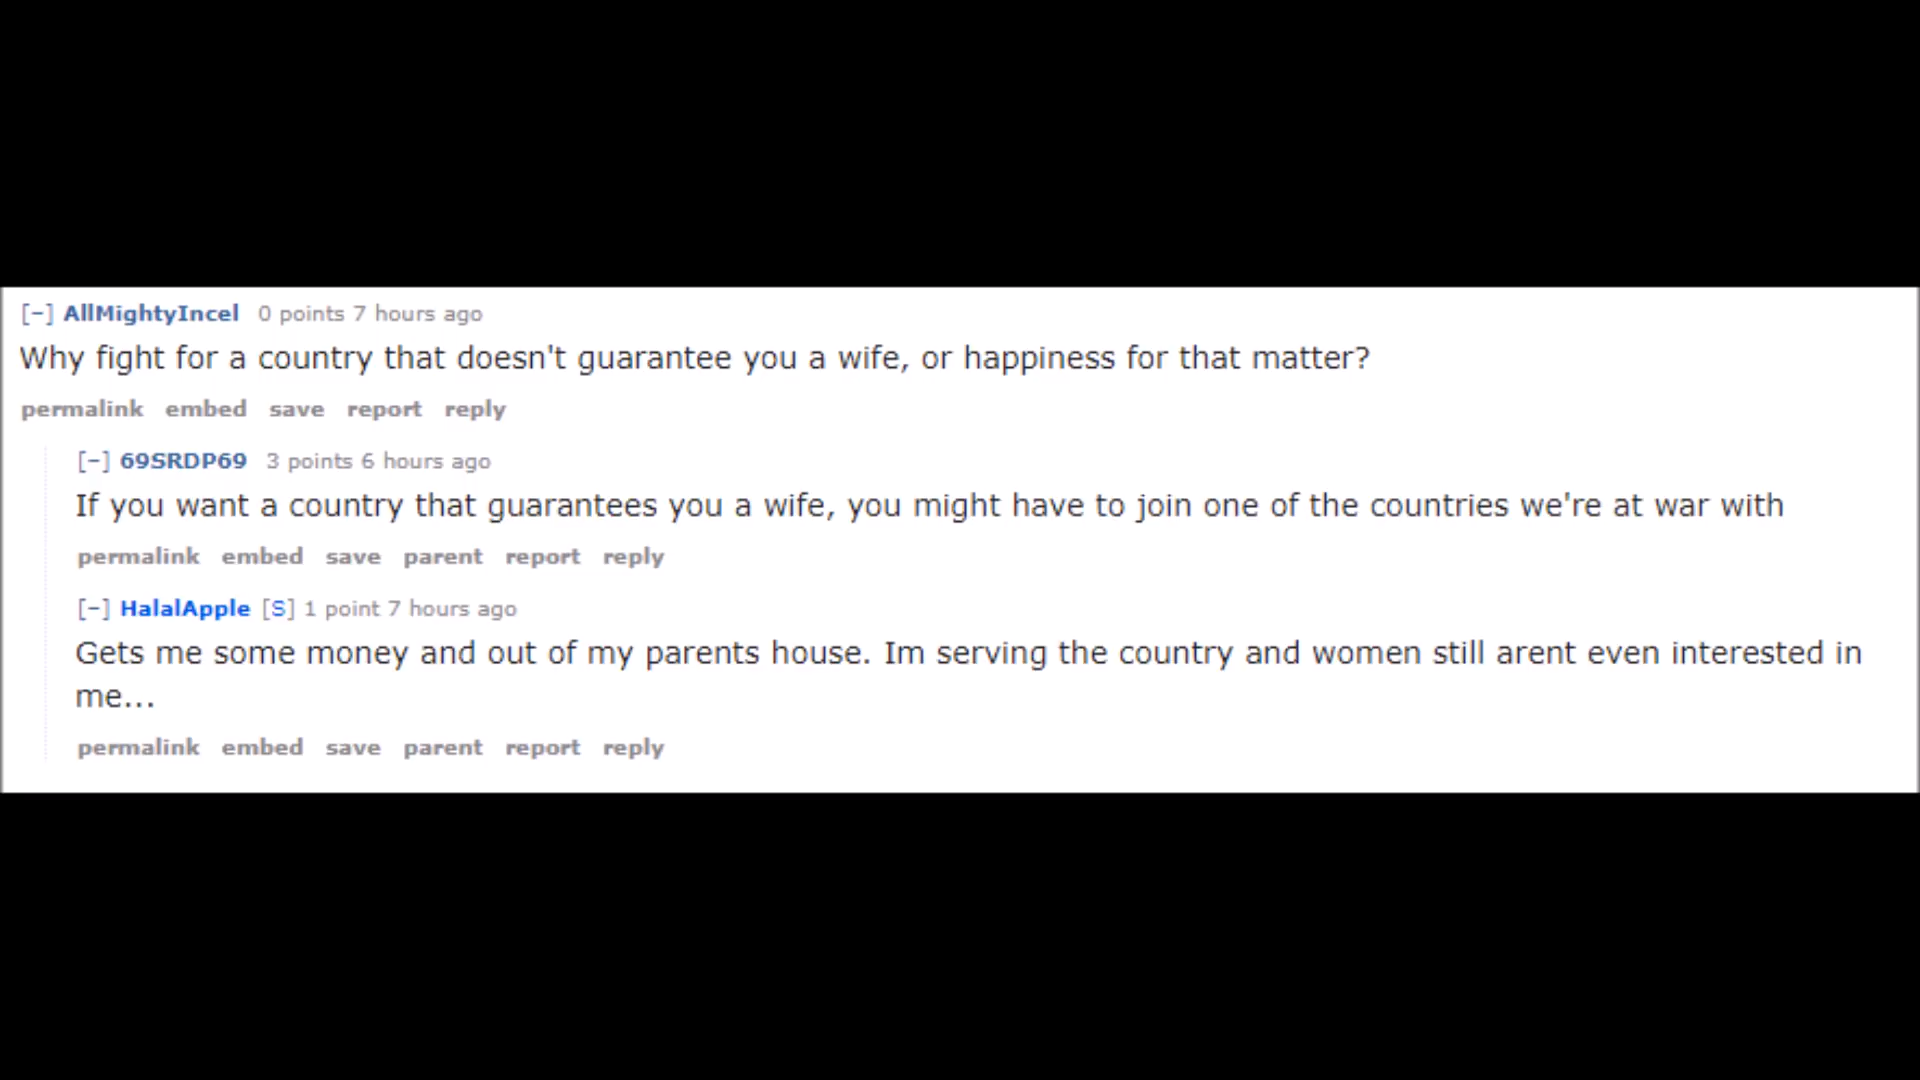 [−] AllMightyIncel 0 points 7 hours ago
Why fight for a country that doesn't guarantee you a wife, or happiness for that matter?
permalink embed save report reply
[−] 69SRDP69 3 points 6 hours ago
If you want a country that guarantees you a wife, you might have to join one of the countries we're at war with
permalink embed save parent report reply
[−] HalalApple [S] 1 point 7 hours ago
Gets me some money and out of my parents house. Im serving the country and women still arent even interested in
me...
permalink embed save parent report reply